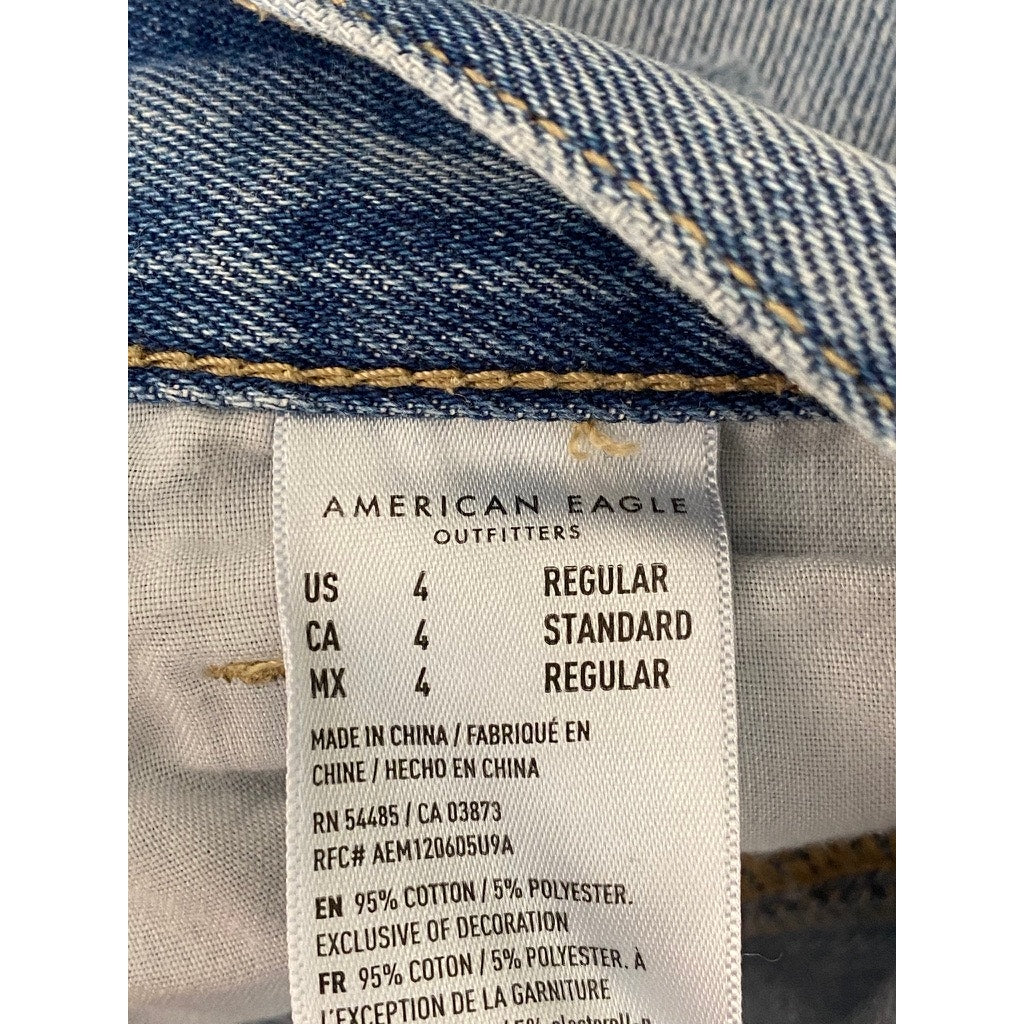 AMERICAN EAGLE
OUTFITTERS
US 4 REGULAR
CA 4 STANDARD
MX 4 REGULAR
MADE IN CHINA / FABRIQUÉ EN
CHINE / HECHO EN CHINA
RN 54485 / CA 03873
RFC# AEM120605U9A
EN 95% COTTON / 5% POLYESTER.
EXCLUSIVE OF DECORATION
FR 95% COTON / 5% POLYESTER. À
L'EXCEPTION DE LA GARNITURE